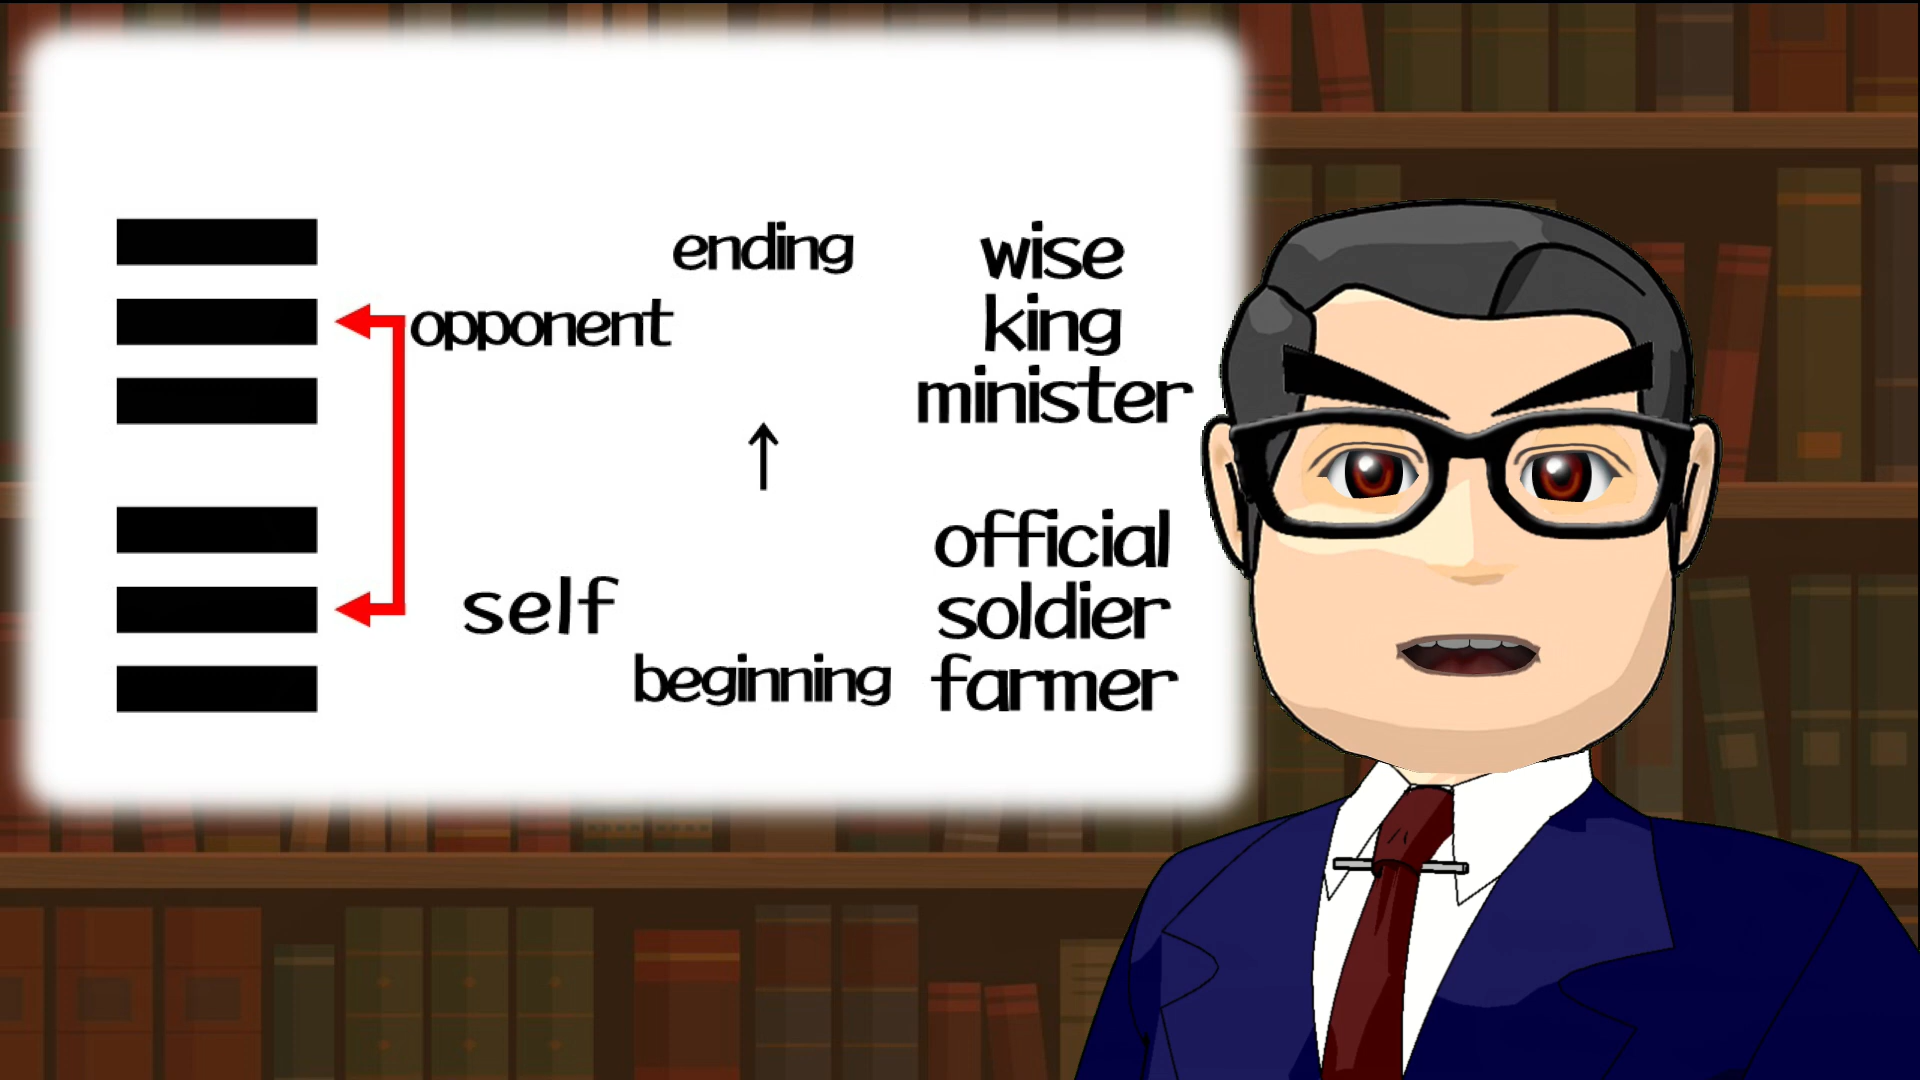 ending
wise
opponent
king
minister
↑
official
self
soldier
beginning
farmer